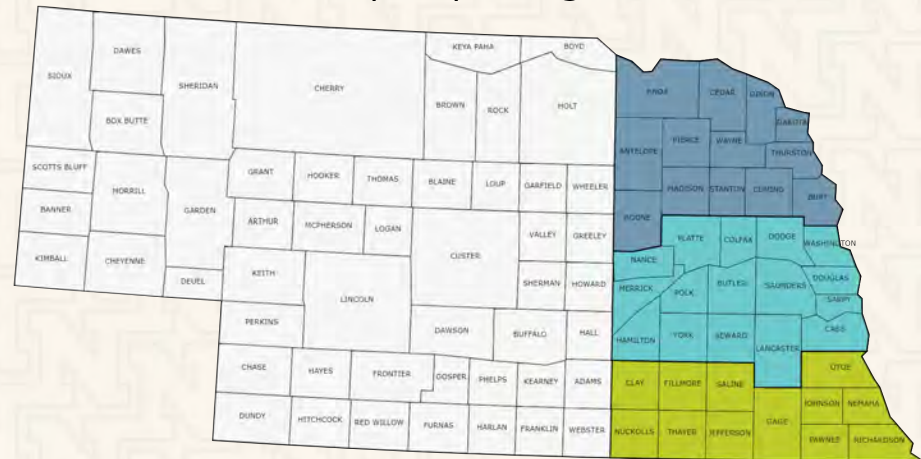 KEYA PAHA BOYD
SIOUX DAWES SHERIDAN CHERRY BROWN ROCK HOLT KNOX CEDAR DIXON DAKOTA
BOX BUTTE ANTELOPE PIERCE WAYNE THURSTON
SCOTTS BLUFF MORRILL GARDEN GRANT HOOKER THOMAS BLAINE LOUP GARFIELD WHEELER MADISON STANTON CUMING BURT
BANNER ARTHUR MCPHERSON LOGAN CUSTER VALLEY GREELEY BOONE PLATTE COLFAX DODGE WASHINGTON
KIMBALL CHEYENNE DEUEL KEITH LINCOLN SHERMAN HOWARD NANCE MERRICK POLK BUTLER SAUNDERS DOUGLAS SARPY
PERKINS DAWSON BUFFALO HALL HAMILTON YORK SEWARD LANCASTER CASS
CHASE HAYES FRONTIER GOSPER PHELPS KEARNEY ADAMS CLAY FILLMORE SALINE OTOE
DUNDY HITCHCOCK RED WILLOW FURNAS HARLAN FRANKLIN WEBSTER NUCKOLLS THAYER JEFFERSON GAGE JOHNSON NEMAHA
PAWNEE RICHARDSON